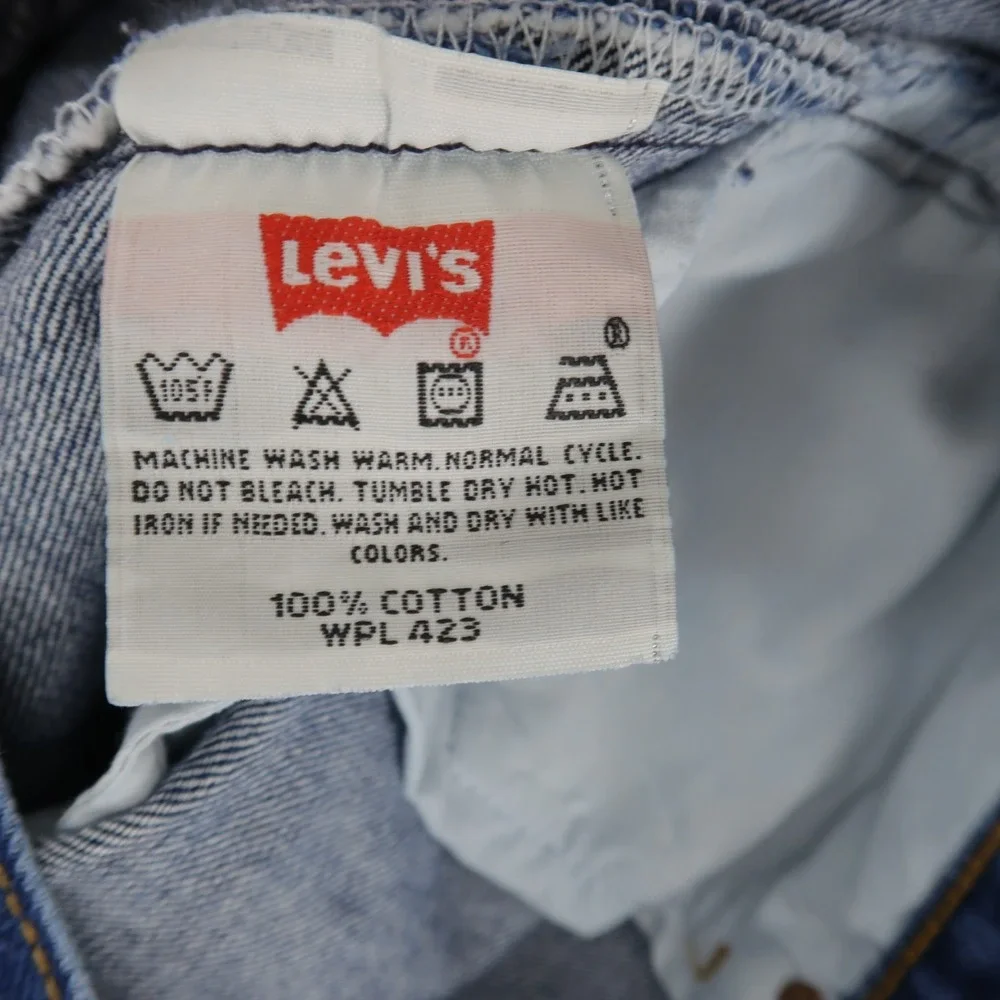 Levi's
®
®
105°F
MACHINE WASH WARM. NORMAL CYCLE.
DO NOT BLEACH. TUMBLE DRY HOT. HOT
IRON IF NEEDED. WASH AND DRY WITH LIKE
COLORS.
100% COTTON
WPL 423